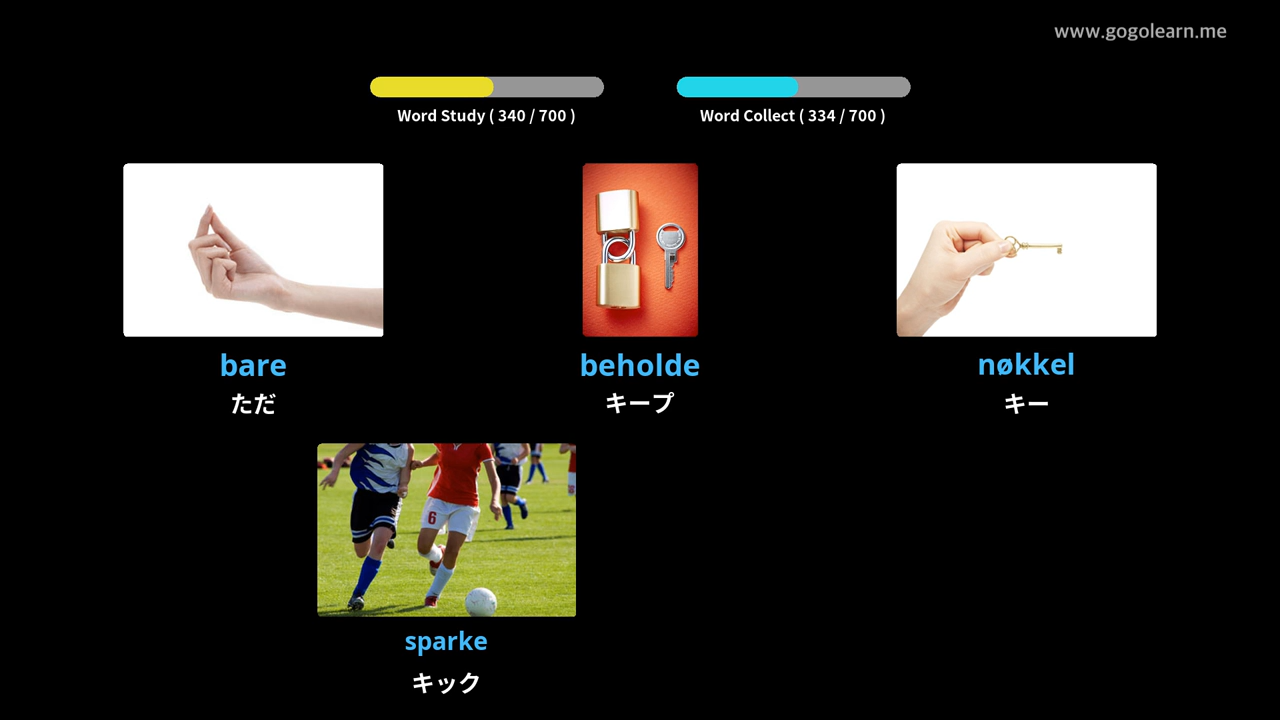 www.gogolearn.me
Word Study ( 340 / 700 )
Word Collect ( 334 / 700 )
bare
ただ
beholde
キープ
nøkkel
キー
6
sparke
キック